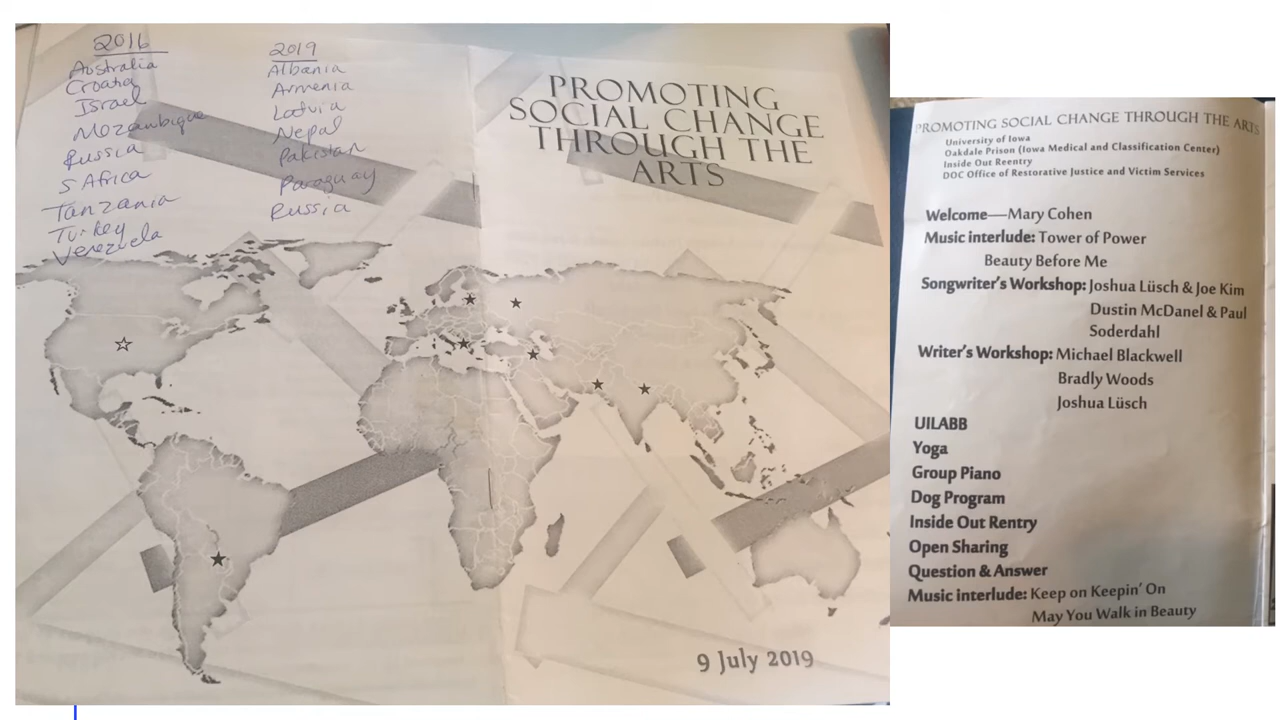 2016
Australia
Croatia
Israel
Mozambique
Russia
S Africa
Tanzania
Turkey
Venezuela
2019
Albania
Armenia
Latvia
Nepal
Pakistan
Paraguay
Russia
PROMOTING
SOCIAL CHANGE
THROUGH THE
ARTS
9 July 2019
PROMOTING SOCIAL CHANGE THROUGH THE ARTS
University of Iowa
Oakdale Prison (Iowa Medical and Classification Center)
Inside Out Reentry
DOC Office of Restorative Justice and Victim Services
Welcome—Mary Cohen
Music interlude: Tower of Power
Beauty Before Me
Songwriter's Workshop: Joshua Lüsch & Joe Kim
Dustin McDanel & Paul
Soderdahl
Writer's Workshop: Michael Blackwell
Bradly Woods
Joshua Lüsch
UILABB
Yoga
Group Piano
Dog Program
Inside Out Rentry
Open Sharing
Question & Answer
Music interlude: Keep on Keepin' On
May You Walk in Beauty